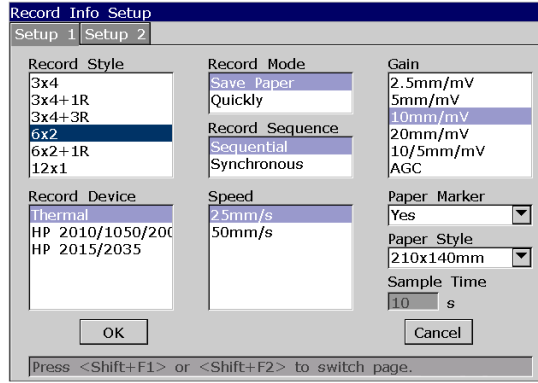 Record Info Setup
Setup 1 Setup 2
Record Style
3x4
3x4+1R
3x4+3R
6x2
6x2+1R
12x1
Record Mode
Save Paper
Quickly
Record Sequence
Sequential
Synchronous
Gain
2.5mm/mV
5mm/mV
10mm/mV
20mm/mV
10/5mm/mV
AGC
Record Device
Thermal
HP 2010/1050/200
HP 2015/2035
Speed
25mm/s
50mm/s
Paper Marker
Yes
Paper Style
210x140mm
Sample Time
10 s
OK
Cancel
Press <Shift+F1> or <Shift+F2> to switch page.